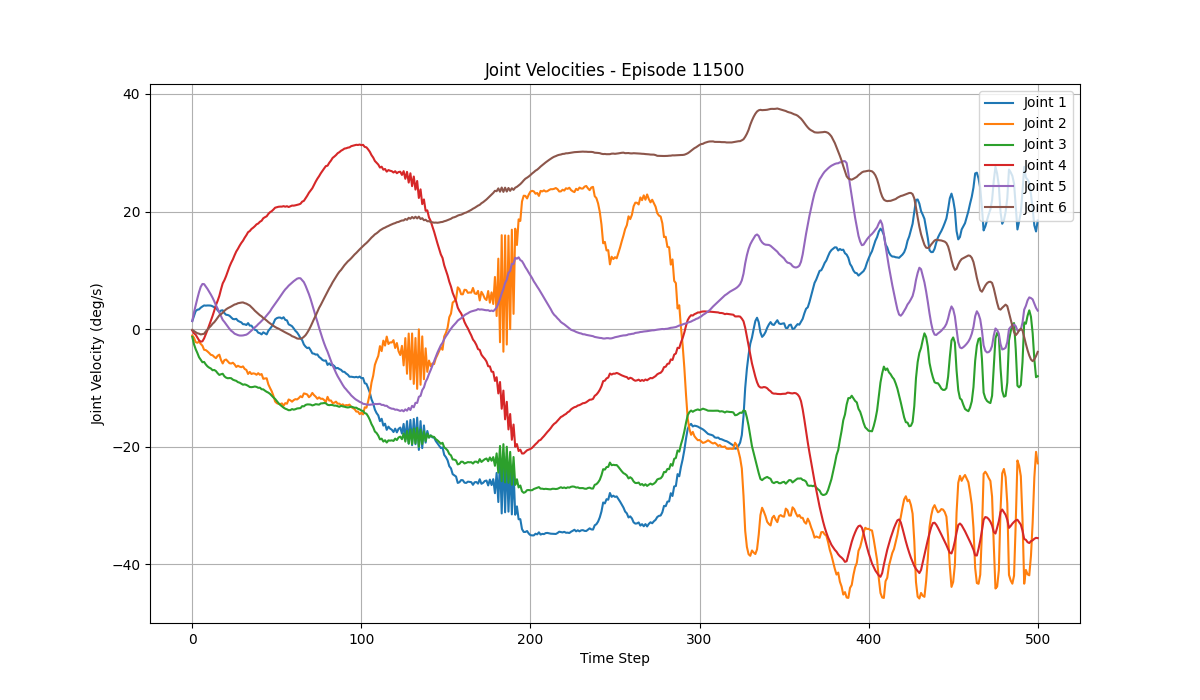 Joint Velocities - Episode 11500
Joint Velocity (deg/s)
40
20
0
−20
−40
0
100
200
300
400
500
Time Step
Joint 1
Joint 2
Joint 3
Joint 4
Joint 5
Joint 6